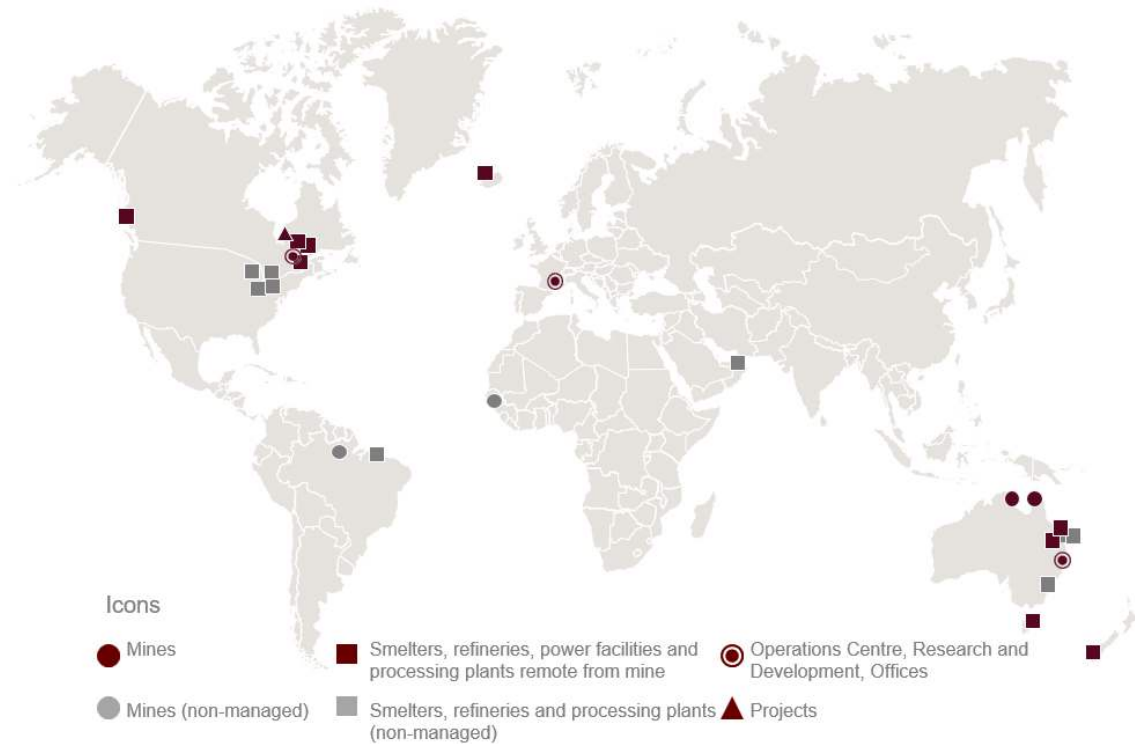 Icons
Mines
Smelters, refineries, power facilities and
processing plants remote from mine
Operations Centre, Research and
Development, Offices
Mines (non-managed)
Smelters, refineries and processing plants
(non-managed)
Projects